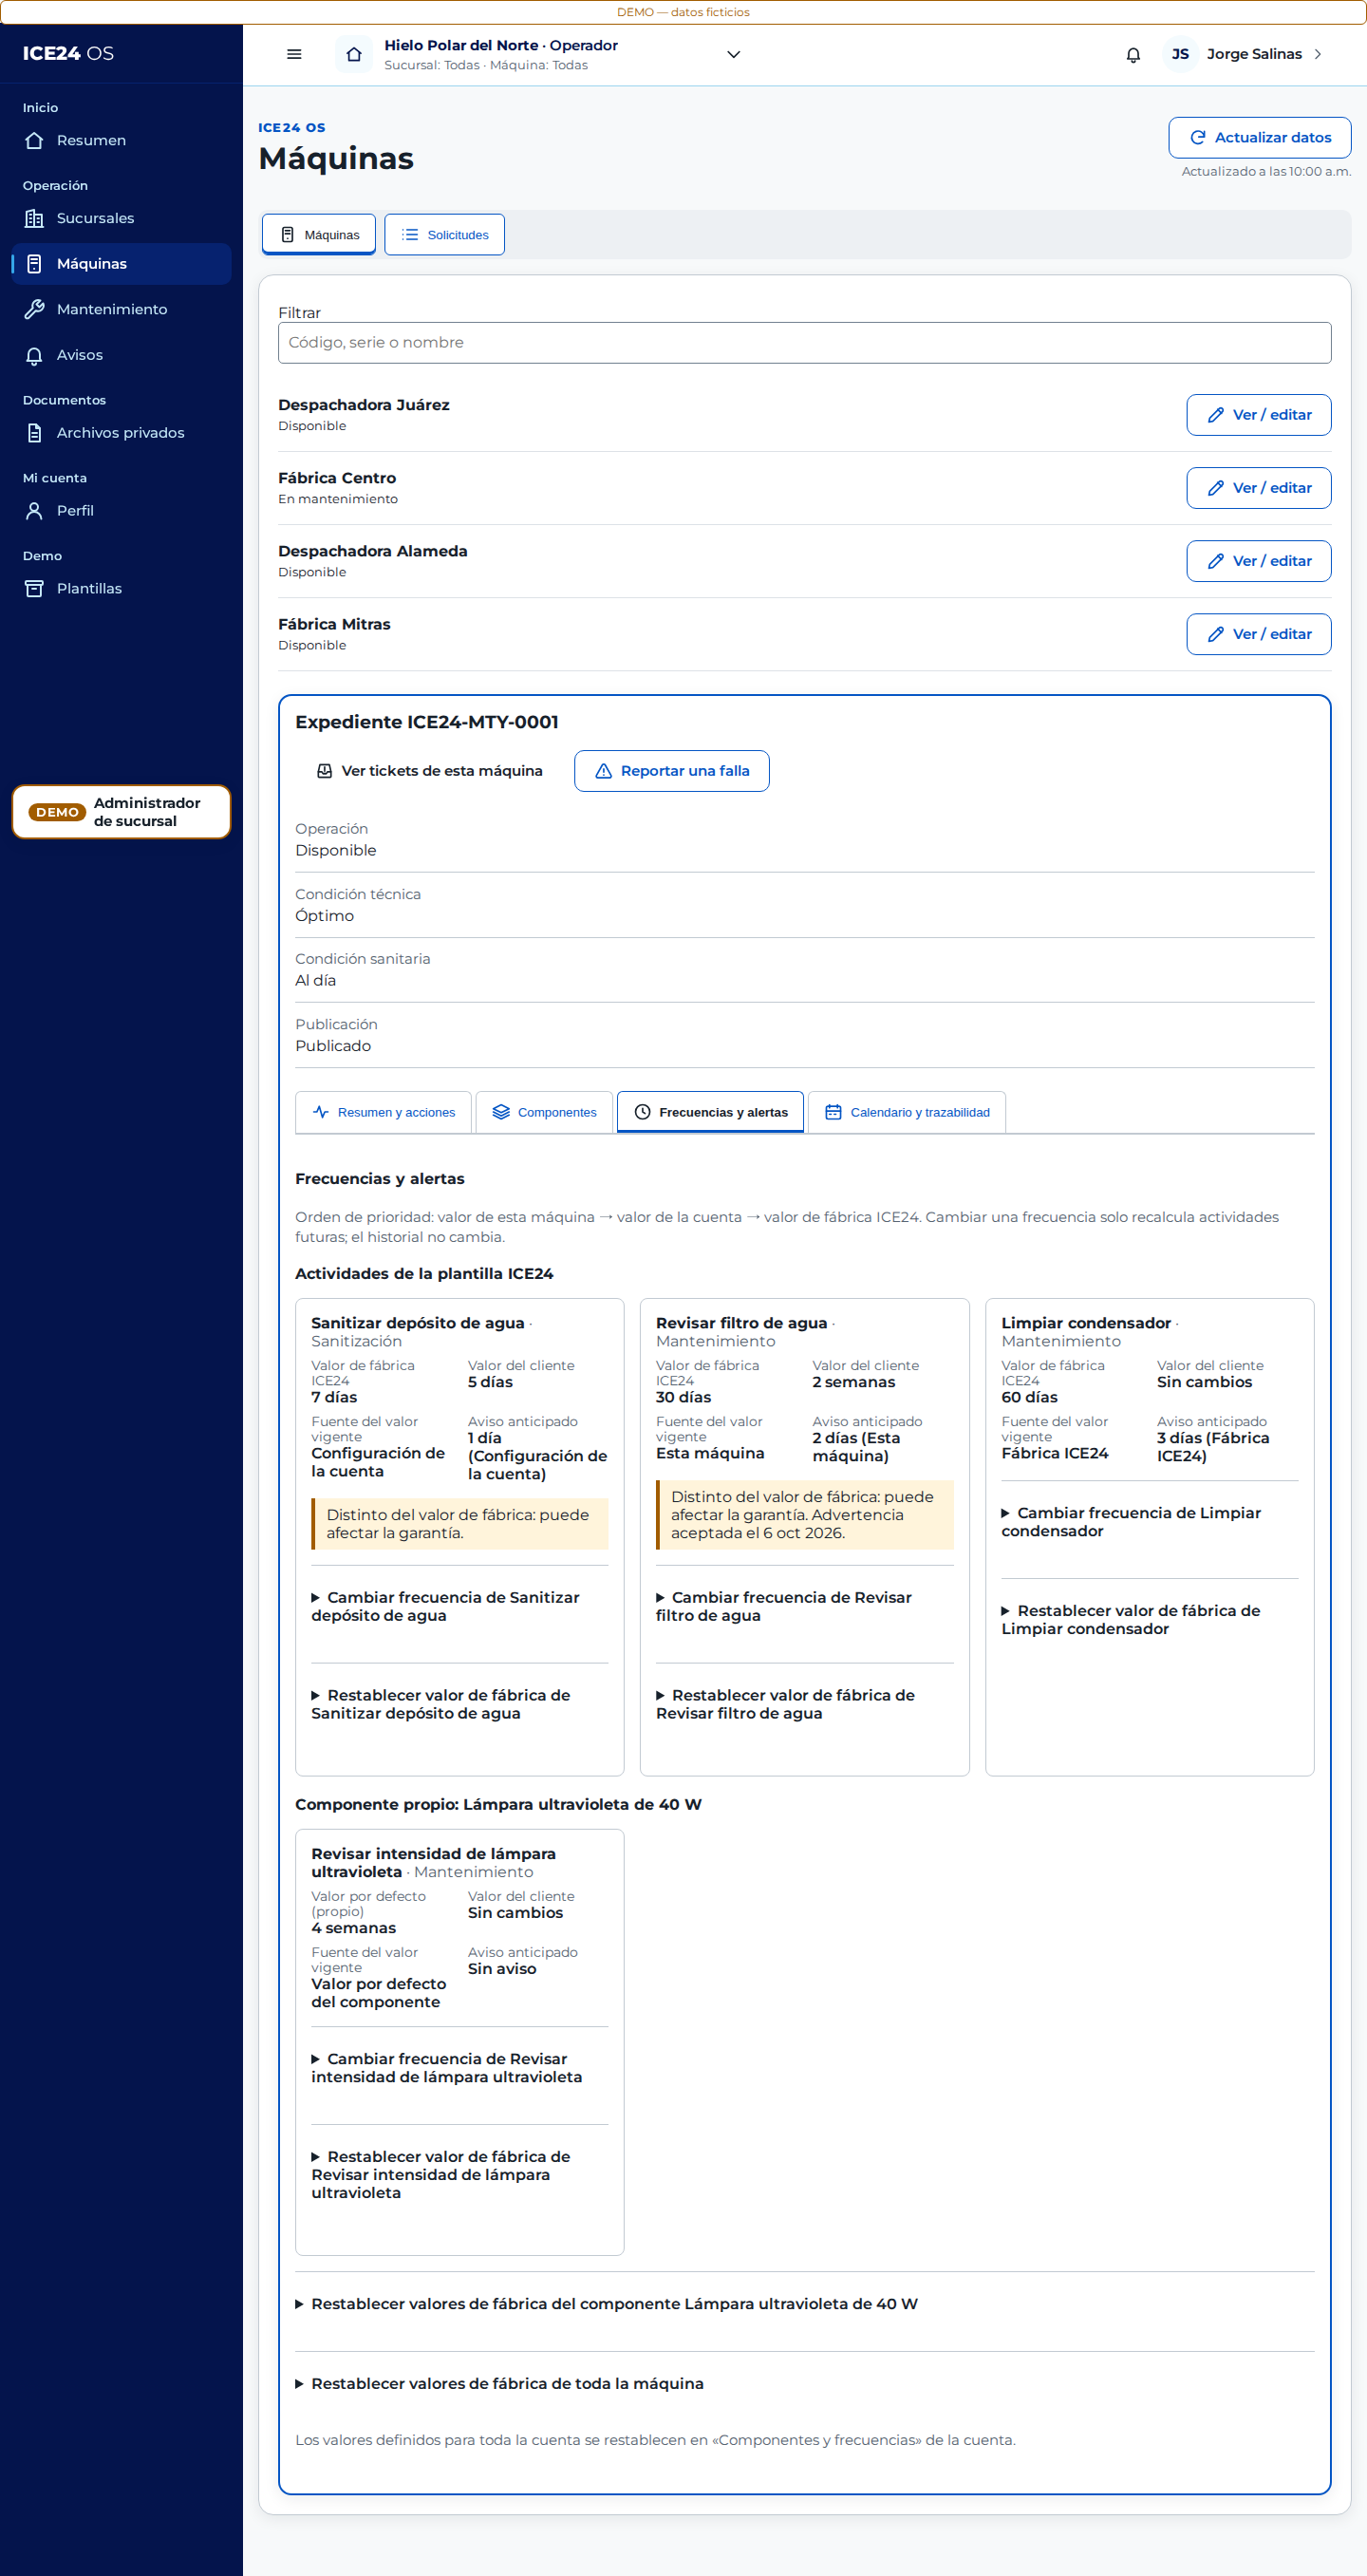 DEMO — datos ficticios
ICE24 OS
Inicio
Resumen
Operación
Sucursales
Máquinas
Mantenimiento
Avisos
Documentos
Archivos privados
Mi cuenta
Perfil
Demo
Plantillas
DEMO
Administrador
de sucursal
Hielo Polar del Norte · Operador
Sucursal: Todas · Máquina: Todas
JS
Jorge Salinas
ICE24 OS
Máquinas
Actualizar datos
Actualizado a las 10:00 a.m.
Máquinas
Solicitudes
Filtrar
Código, serie o nombre
Despachadora Juárez
Disponible
Ver / editar
Fábrica Centro
En mantenimiento
Ver / editar
Despachadora Alameda
Disponible
Ver / editar
Fábrica Mitras
Disponible
Ver / editar
Expediente ICE24-MTY-0001
Ver tickets de esta máquina
Reportar una falla
Operación
Disponible
Condición técnica
Óptimo
Condición sanitaria
Al día
Publicación
Publicado
Resumen y acciones
Componentes
Frecuencias y alertas
Calendario y trazabilidad
Frecuencias y alertas
Orden de prioridad: valor de esta máquina → valor de la cuenta → valor de fábrica ICE24. Cambiar una frecuencia solo recalcula actividades
futuras; el historial no cambia.
Actividades de la plantilla ICE24
Sanitizar depósito de agua ·
Sanitización
Valor de fábrica
ICE24
7 días
Valor del cliente
5 días
Fuente del valor
vigente
Configuración de
la cuenta
Aviso anticipado
1 día
(Configuración de
la cuenta)
Distinto del valor de fábrica: puede
afectar la garantía.
Cambiar frecuencia de Sanitizar
depósito de agua
Restablecer valor de fábrica de
Sanitizar depósito de agua
Revisar filtro de agua ·
Mantenimiento
Valor de fábrica
ICE24
30 días
Valor del cliente
2 semanas
Fuente del valor
vigente
Esta máquina
Aviso anticipado
2 días (Esta
máquina)
Distinto del valor de fábrica: puede
afectar la garantía. Advertencia
aceptada el 6 oct 2026.
Cambiar frecuencia de Revisar
filtro de agua
Restablecer valor de fábrica de
Revisar filtro de agua
Limpiar condensador ·
Mantenimiento
Valor de fábrica
ICE24
60 días
Valor del cliente
Sin cambios
Fuente del valor
vigente
Fábrica ICE24
Aviso anticipado
3 días (Fábrica
ICE24)
Cambiar frecuencia de Limpiar
condensador
Restablecer valor de fábrica de
Limpiar condensador
Componente propio: Lámpara ultravioleta de 40 W
Revisar intensidad de lámpara
ultravioleta · Mantenimiento
Valor por defecto
(propio)
4 semanas
Valor del cliente
Sin cambios
Fuente del valor
vigente
Valor por defecto
del componente
Aviso anticipado
Sin aviso
Cambiar frecuencia de Revisar
intensidad de lámpara ultravioleta
Restablecer valor de fábrica de
Revisar intensidad de lámpara
ultravioleta
Restablecer valores de fábrica del componente Lámpara ultravioleta de 40 W
Restablecer valores de fábrica de toda la máquina
Los valores definidos para toda la cuenta se restablecen en «Componentes y frecuencias» de la cuenta.